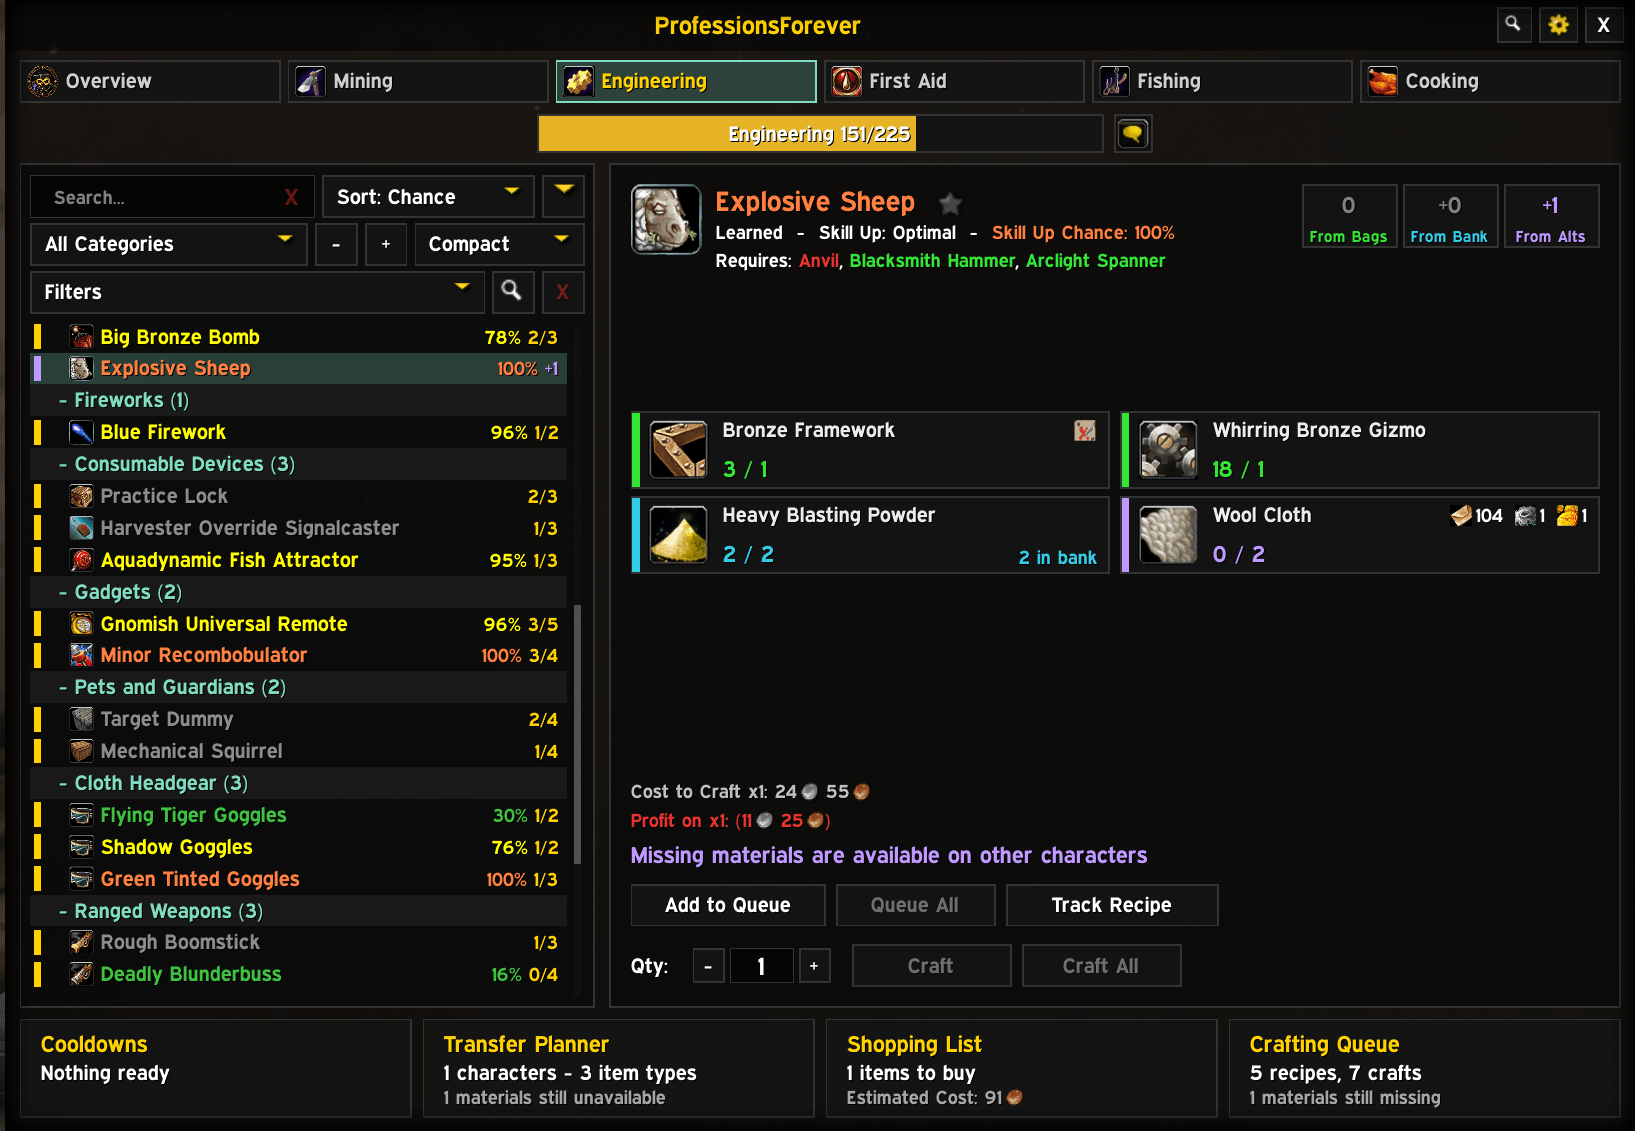 ProfessionsForever
X
Overview
Mining
Engineering
First Aid
Fishing
Cooking
Engineering 151/225
Search...
X
Sort: Chance
All Categories
-
+
Compact
Filters
X
Big Bronze Bomb 78% 2/3
Explosive Sheep 100% +1
- Fireworks (1)
Blue Firework 96% 1/2
- Consumable Devices (3)
Practice Lock 2/3
Harvester Override Signalcaster 1/3
Aquadynamic Fish Attractor 95% 1/3
- Gadgets (2)
Gnomish Universal Remote 96% 3/5
Minor Recombobulator 100% 3/4
- Pets and Guardians (2)
Target Dummy 2/4
Mechanical Squirrel 1/4
- Cloth Headgear (3)
Flying Tiger Goggles 30% 1/2
Shadow Goggles 76% 1/2
Green Tinted Goggles 100% 1/3
- Ranged Weapons (3)
Rough Boomstick 1/3
Deadly Blunderbuss 16% 0/4
Explosive Sheep
Learned - Skill Up: Optimal - Skill Up Chance: 100%
Requires: Anvil, Blacksmith Hammer, Arclight Spanner
0
From Bags
+0
From Bank
+1
From Alts
Bronze Framework
3 / 1
Whirring Bronze Gizmo
18 / 1
Heavy Blasting Powder
2 / 2
2 in bank
Wool Cloth
104 1 1
0 / 2
Cost to Craft x1: 24 55
Profit on x1: (11 25)
Missing materials are available on other characters
Add to Queue
Queue All
Track Recipe
Qty:
-
1
+
Craft
Craft All
Cooldowns
Nothing ready
Transfer Planner
1 characters - 3 item types
1 materials still unavailable
Shopping List
1 items to buy
Estimated Cost: 91
Crafting Queue
5 recipes, 7 crafts
1 materials still missing